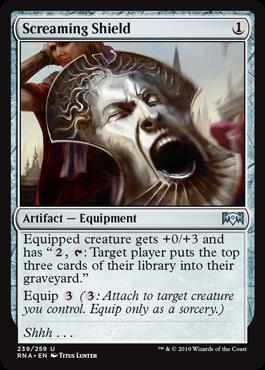 Screaming Shield 1
Artifact — Equipment
Equipped creature gets +0/+3 and
has “2, T: Target player puts the top
three cards of their library into their
graveyard.”
Equip 3 (3: Attach to target creature
you control. Equip only as a sorcery.)
Shhh . . .
239/259 U
RNA • EN TITUS LUNTER
™ & © 2019 Wizards of the Coast